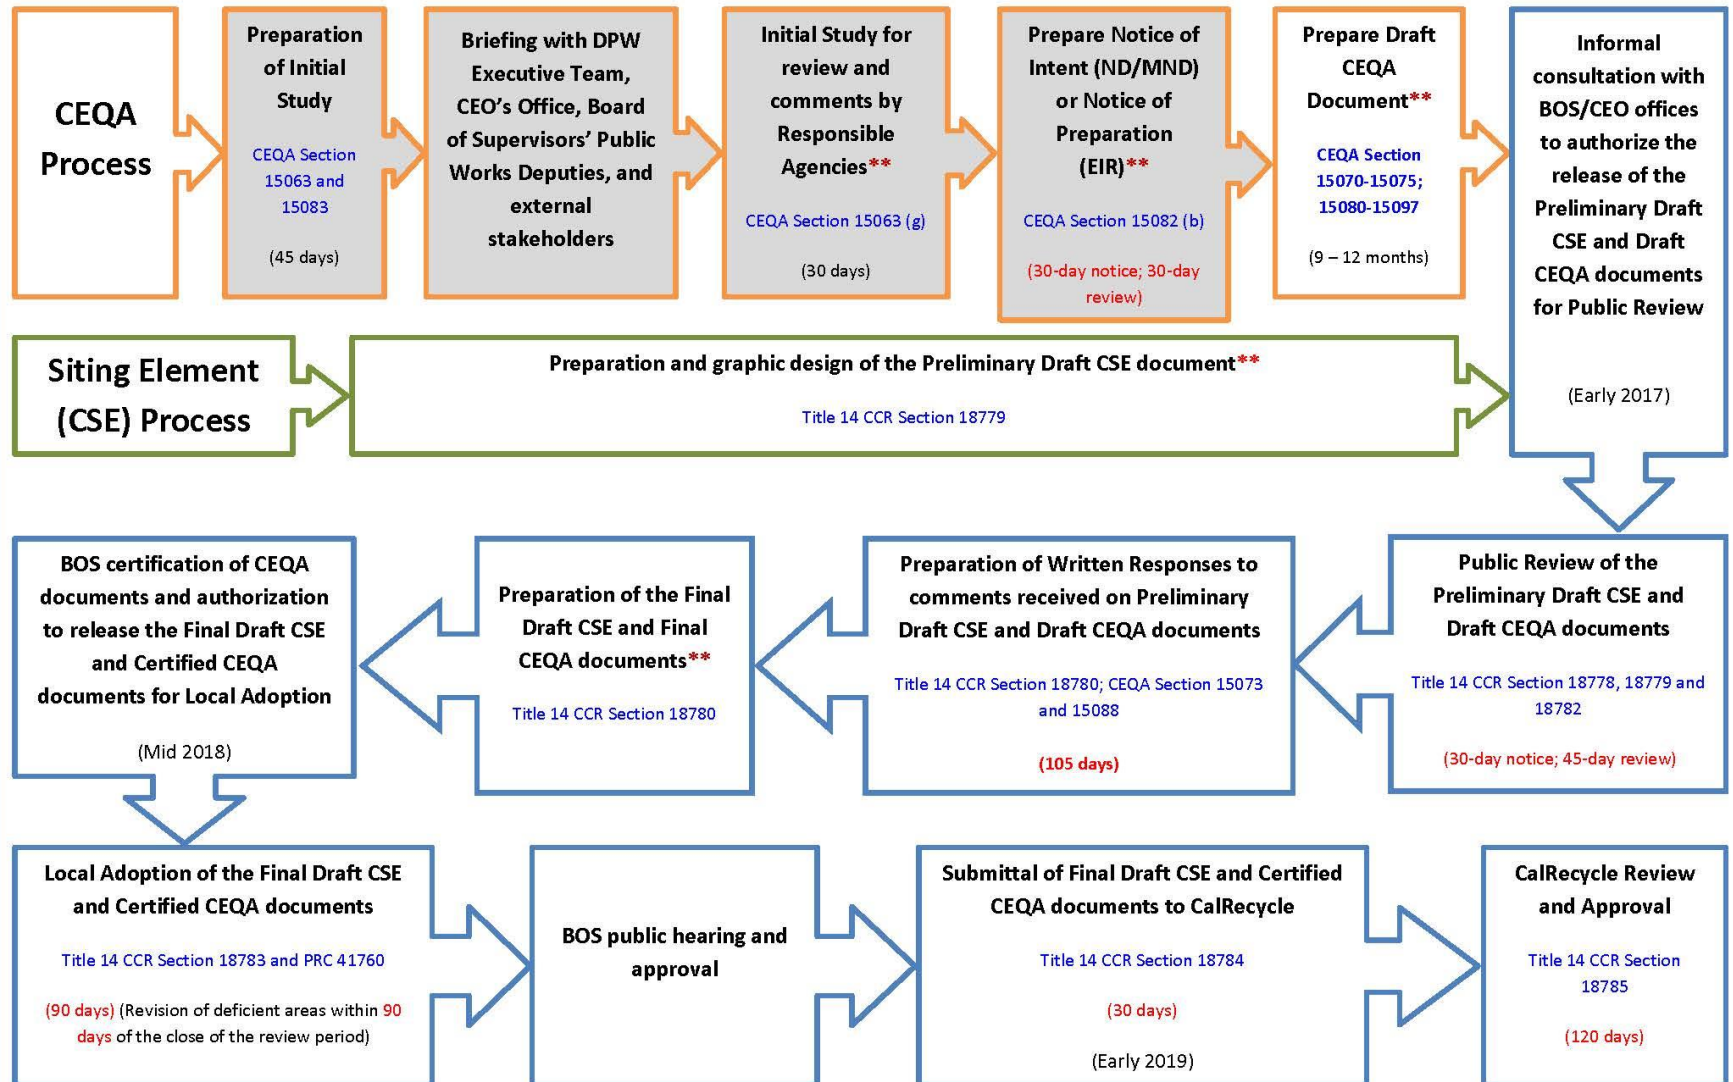 CEQA
Process
Preparation
of Initial
Study
CEQA Section
15063 and
15083
(45 days)
Briefing with DPW
Executive Team,
CEO’s Office, Board
of Supervisors’ Public
Works Deputies, and
external
stakeholders
Initial Study for
review and
comments by
Responsible
Agencies**
CEQA Section 15063 (g)
(30 days)
Prepare Notice of
Intent (ND/MND)
or Notice of
Preparation
(EIR)**
CEQA Section 15082 (b)
(30-day notice; 30-day
review)
Prepare Draft
CEQA
Document**
CEQA Section
15070-15075;
15080-15097
(9 – 12 months)
Informal
consultation with
BOS/CEO offices
to authorize the
release of the
Preliminary Draft
CSE and Draft
CEQA documents
for Public Review
(Early 2017)
Siting Element
(CSE) Process
Preparation and graphic design of the Preliminary Draft CSE document**
Title 14 CCR Section 18779
Public Review of the
Preliminary Draft CSE and
Draft CEQA documents
Title 14 CCR Section 18778, 18779 and
18782
(30-day notice; 45-day review)
Preparation of Written Responses to
comments received on Preliminary
Draft CSE and Draft CEQA documents
Title 14 CCR Section 18780; CEQA Section 15073
and 15088
(105 days)
Preparation of the Final
Draft CSE and Final
CEQA documents**
Title 14 CCR Section 18780
BOS certification of CEQA
documents and authorization
to release the Final Draft CSE
and Certified CEQA
documents for Local Adoption
(Mid 2018)
Local Adoption of the Final Draft CSE
and Certified CEQA documents
Title 14 CCR Section 18783 and PRC 41760
(90 days) (Revision of deficient areas within 90
days of the close of the review period)
BOS public hearing and
approval
Submittal of Final Draft CSE and Certified
CEQA documents to CalRecycle
Title 14 CCR Section 18784
(30 days)
(Early 2019)
CalRecycle Review
and Approval
Title 14 CCR Section
18785
(120 days)